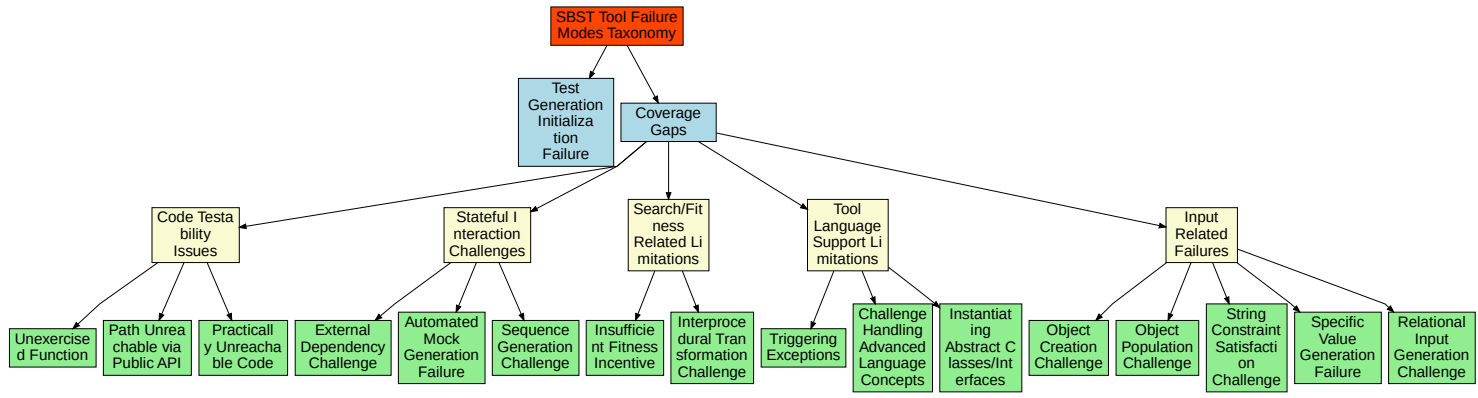 SBST Tool Failure
Modes Taxonomy
Test
Generation
Initializa
tion
Failure
Coverage
Gaps
Code Testa
bility
Issues
Stateful I
nteraction
Challenges
Search/Fit
ness
Related Li
mitations
Tool
Language
Support Li
mitations
Input
Related
Failures
Unexercise
d Function
Path Unrea
chable via
Public API
Practicall
y Unreacha
ble Code
External
Dependency
Challenge
Automated
Mock
Generation
Failure
Sequence
Generation
Challenge
Insufficie
nt Fitness
Incentive
Interproce
dural Tran
sformation
Challenge
Triggering
Exceptions
Challenge
Handling
Advanced
Language
Concepts
Instantiat
ing
Abstract C
lasses/Int
erfaces
Object
Creation
Challenge
Object
Population
Challenge
String
Constraint
Satisfacti
on
Challenge
Specific
Value
Generation
Failure
Relational
Input
Generation
Challenge